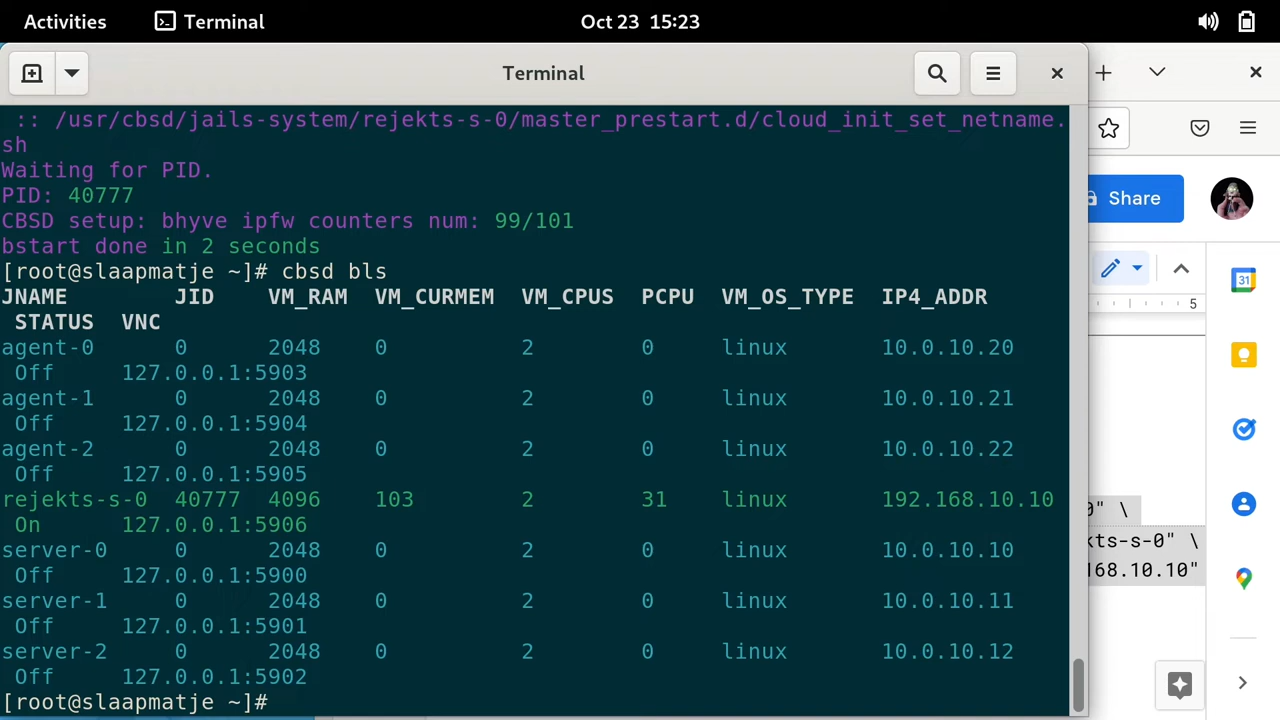 Activities Terminal Oct 23 15:23
Terminal
:: /usr/cbsd/jails-system/rejekts-s-0/master_prestart.d/cloud_init_set_netname.
sh
Waiting for PID.
PID: 40777
CBSD setup: bhyve ipfw counters num: 99/101
bstart done in 2 seconds
[root@slaapmatje ~]# cbsd bls
JNAME JID VM_RAM VM_CURMEM VM_CPUS PCPU VM_OS_TYPE IP4_ADDR
STATUS VNC
agent-0 0 2048 0 2 0 linux 10.0.10.20
Off 127.0.0.1:5903
agent-1 0 2048 0 2 0 linux 10.0.10.21
Off 127.0.0.1:5904
agent-2 0 2048 0 2 0 linux 10.0.10.22
Off 127.0.0.1:5905
rejekts-s-0 40777 4096 103 2 31 linux 192.168.10.10
On 127.0.0.1:5906
server-0 0 2048 0 2 0 linux 10.0.10.10
Off 127.0.0.1:5900
server-1 0 2048 0 2 0 linux 10.0.10.11
Off 127.0.0.1:5901
server-2 0 2048 0 2 0 linux 10.0.10.12
Off 127.0.0.1:5902
[root@slaapmatje ~]#
Share
31
5
0" \
kts-s-0" \
168.10.10"